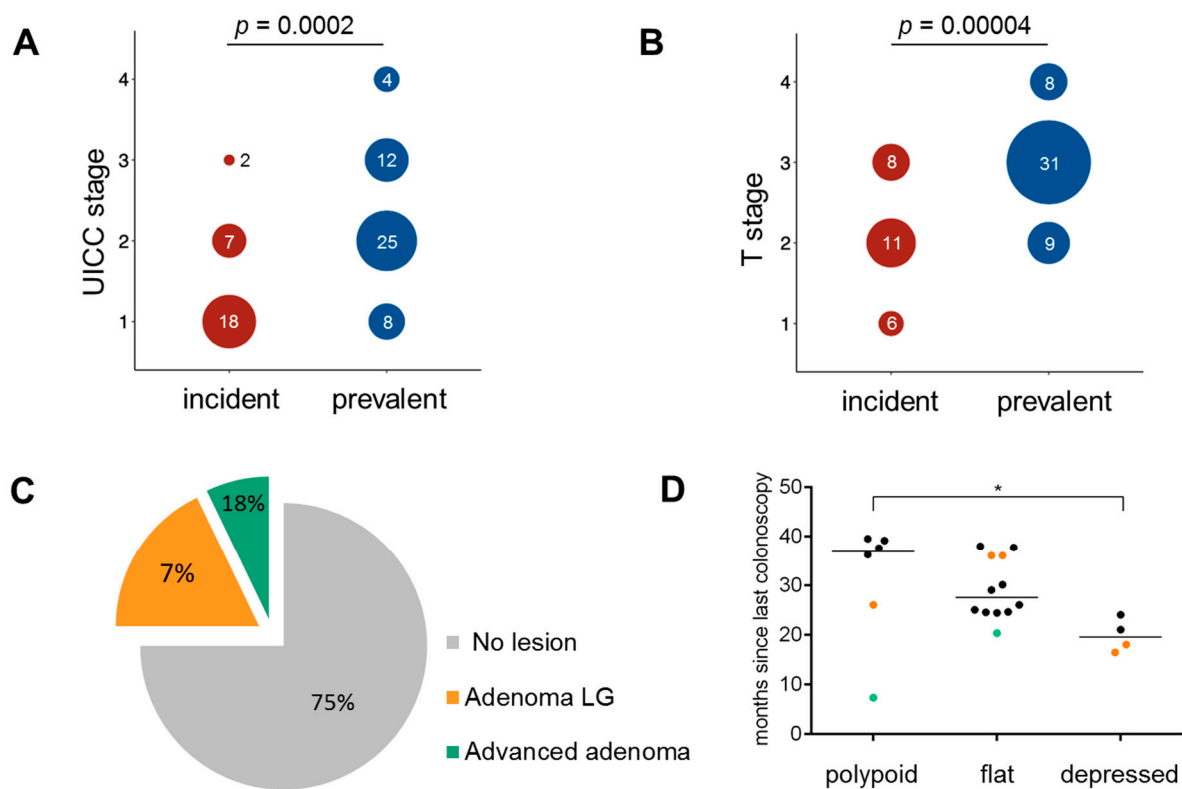 A
p = 0.0002
UICC stage
4
3
2
1
4
2
12
7
25
18
8
incident
prevalent
B
p = 0.00004
T stage
4
3
2
1
8
8
31
11
9
6
incident
prevalent
C
18%
7%
75%
No lesion
Adenoma LG
Advanced adenoma
D
*
months since last colonoscopy
50
40
30
20
10
0
polypoid
flat
depressed